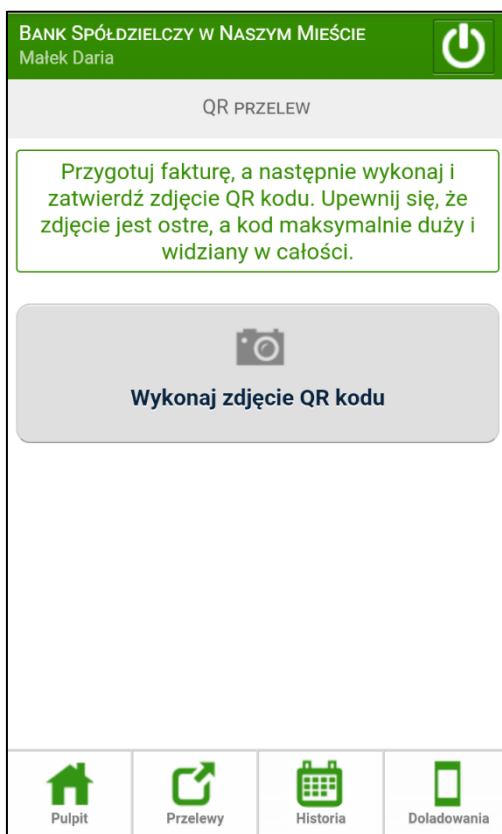 Bank Spółdzielczy w Naszym Mieście
Małek Daria
QR przelew
Przygotuj fakturę, a następnie wykonaj i
zatwierdź zdjęcie QR kodu. Upewnij się, że
zdjęcie jest ostre, a kod maksymalnie duży i
widziany w całości.
Wykonaj zdjęcie QR kodu
Pulpit
Przelewy
Historia
Doladowania